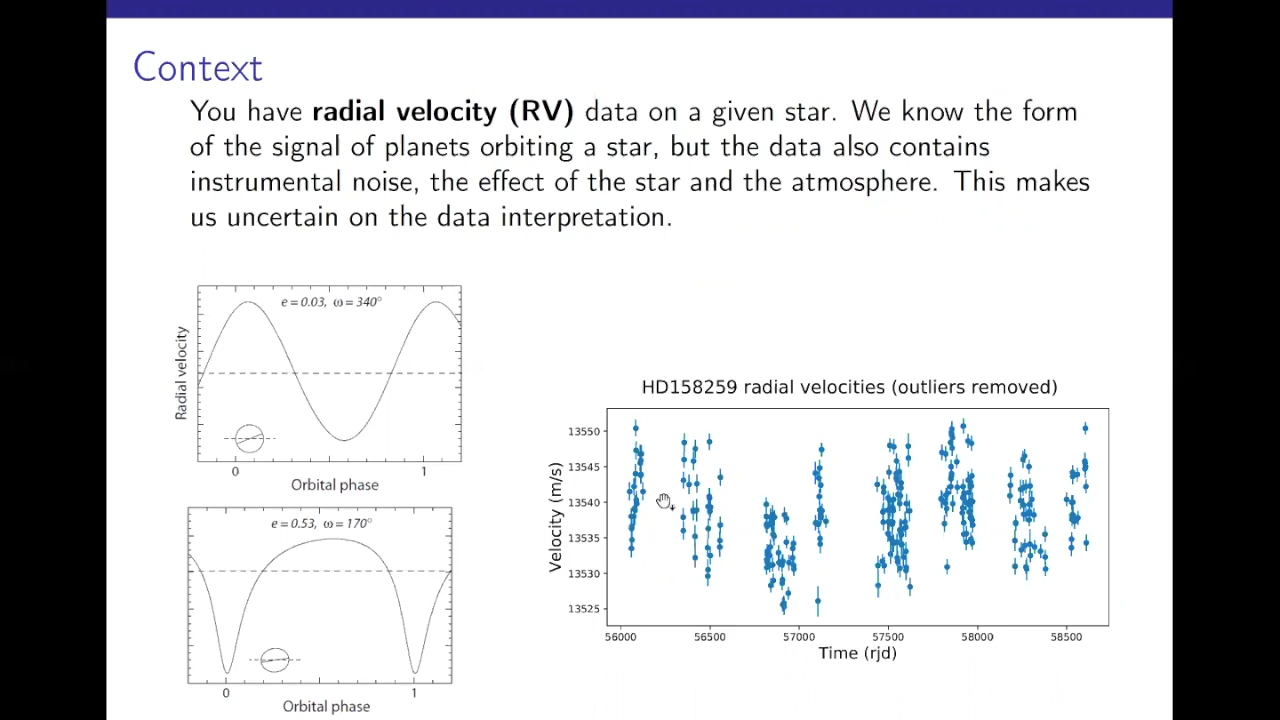 Context
You have radial velocity (RV) data on a given star. We know the form
of the signal of planets orbiting a star, but the data also contains
instrumental noise, the effect of the star and the atmosphere. This makes
us uncertain on the data interpretation.
e = 0.03, ω = 340°
Radial velocity
0 1
Orbital phase
e = 0.53, ω = 170°
0 1
Orbital phase
HD158259 radial velocities (outliers removed)
Velocity (m/s)
13550
13545
13540
13535
13530
13525
56000 56500 57000 57500 58000 58500
Time (rjd)